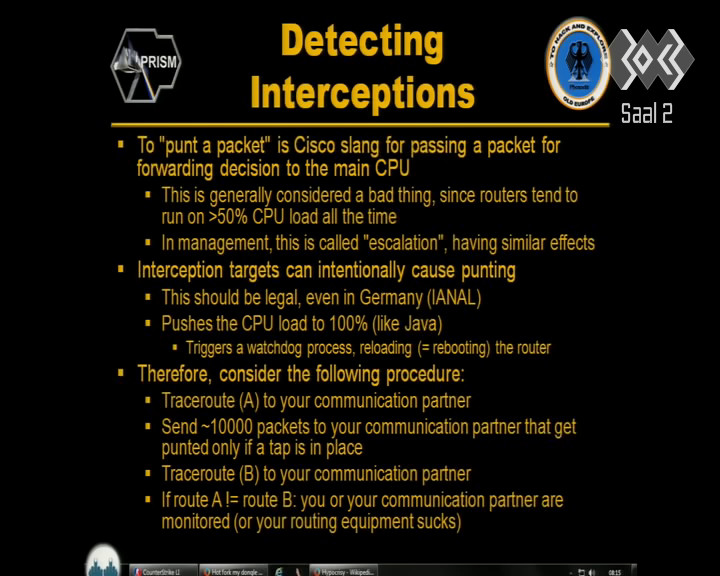 PRISM
Detecting
Interceptions
TO HACK AND EXPLORE
Phenoelit
OLD EUROPE
Saal 2
To "punt a packet" is Cisco slang for passing a packet for
forwarding decision to the main CPU
This is generally considered a bad thing, since routers tend to
run on >50% CPU load all the time
In management, this is called "escalation", having similar effects
Interception targets can intentionally cause punting
This should be legal, even in Germany (IANAL)
Pushes the CPU load to 100% (like Java)
Triggers a watchdog process, reloading (= rebooting) the router
Therefore, consider the following procedure:
Traceroute (A) to your communication partner
Send ~10000 packets to your communication partner that get
punted only if a tap is in place
Traceroute (B) to your communication partner
If route A != route B: you or your communication partner are
monitored (or your routing equipment sucks)
CounterStrike LI
Hot fork my dongle ...
Hypocrisy - Wikipedi...
08:15